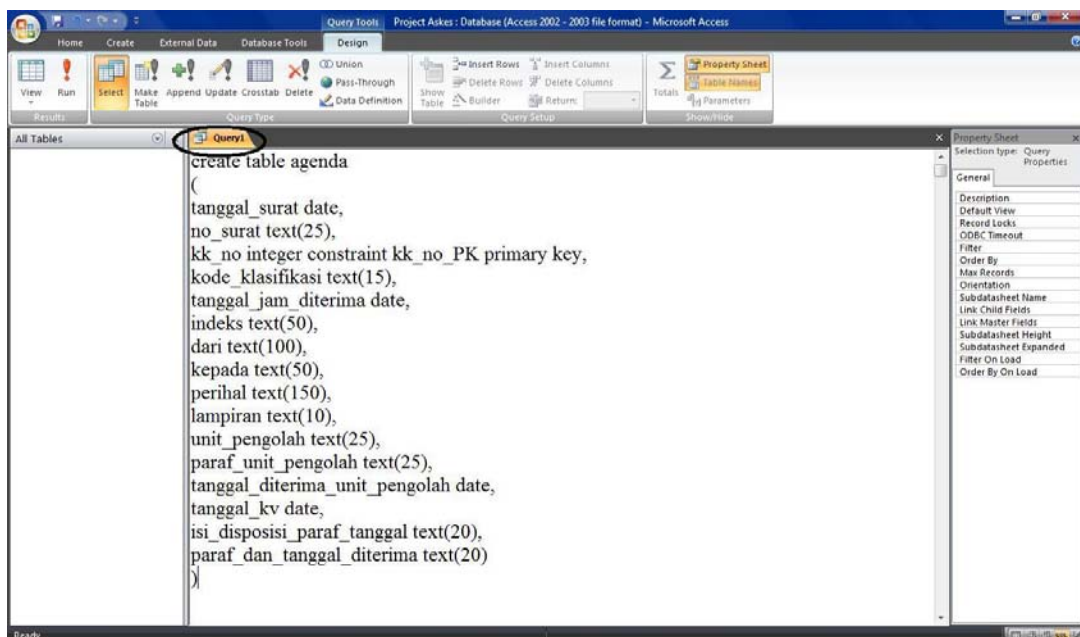 Query Tools Project Askes : Database (Access 2002 - 2003 file format) - Microsoft Access
Home Create External Data Database Tools Design
View
Run
Select
Make Table
Append Update Crosstab Delete
Union
Pass-Through
Data Definition
Show Table
Insert Rows
Delete Rows
Builder
Insert Columns
Delete Columns
Return:
Totals
Property Sheet
Table Names
Parameters
Results Query Type Query Setup Show/Hide
All Tables
Query1
create table agenda
(
tanggal_surat date,
no_surat text(25),
kk_no integer constraint kk_no_PK primary key,
kode_klasifikasi text(15),
tanggal_jam_diterima date,
indeks text(50),
dari text(100),
kepada text(50),
perihal text(150),
lampiran text(10),
unit_pengolah text(25),
paraf_unit_pengolah text(25),
tanggal_diterima_unit_pengolah date,
tanggal_kv date,
isi_disposisi_paraf_tanggal text(20),
paraf_dan_tanggal_diterima text(20)
)
Property Sheet
Selection type: Query Properties
General
Description
Default View
Record Locks
ODBC Timeout
Filter
Order By
Max Records
Orientation
Subdatasheet Name
Link Child Fields
Link Master Fields
Subdatasheet Height
Subdatasheet Expanded
Filter On Load
Order By On Load
Ready